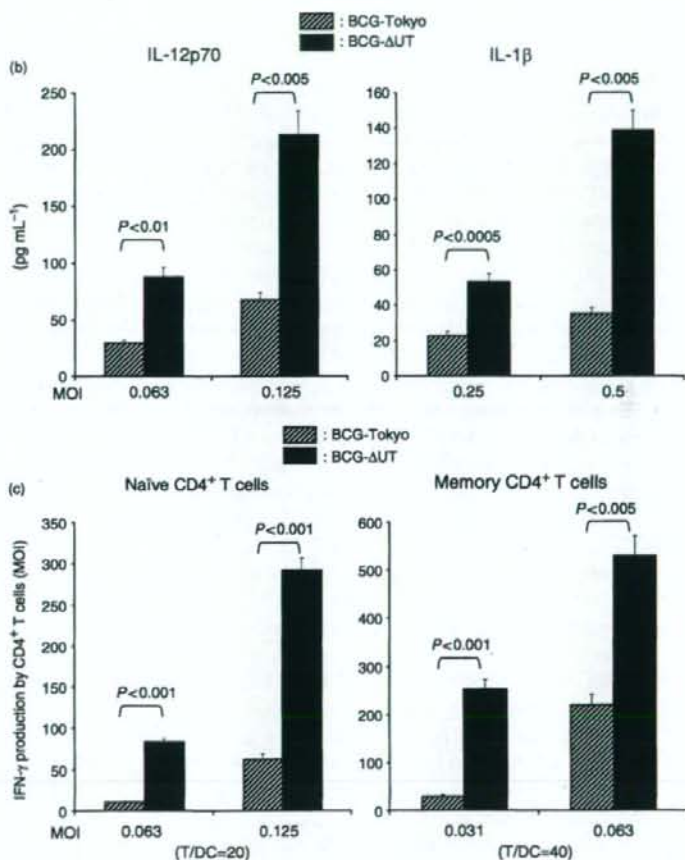 : BCG-Tokyo
: BCG-ΔUT
(b)
IL-12p70
IL-1β
P<0.005
P<0.005
250
200
150
100
50
0
(pg mL⁻¹)
P<0.01
160
140
120
100
80
60
40
20
0
P<0.0005
MOI 0.063 0.125
0.25 0.5
: BCG-Tokyo
: BCG-ΔUT
(c)
Naïve CD4⁺ T cells
Memory CD4⁺ T cells
350
300
250
200
150
100
50
0
IFN-γ production by CD4⁺ T cells (MOI)
P<0.001
P<0.001
600
500
400
300
200
100
0
P<0.005
P<0.001
MOI 0.063 0.125
0.031 0.063
(T/DC=20)
(T/DC=40)